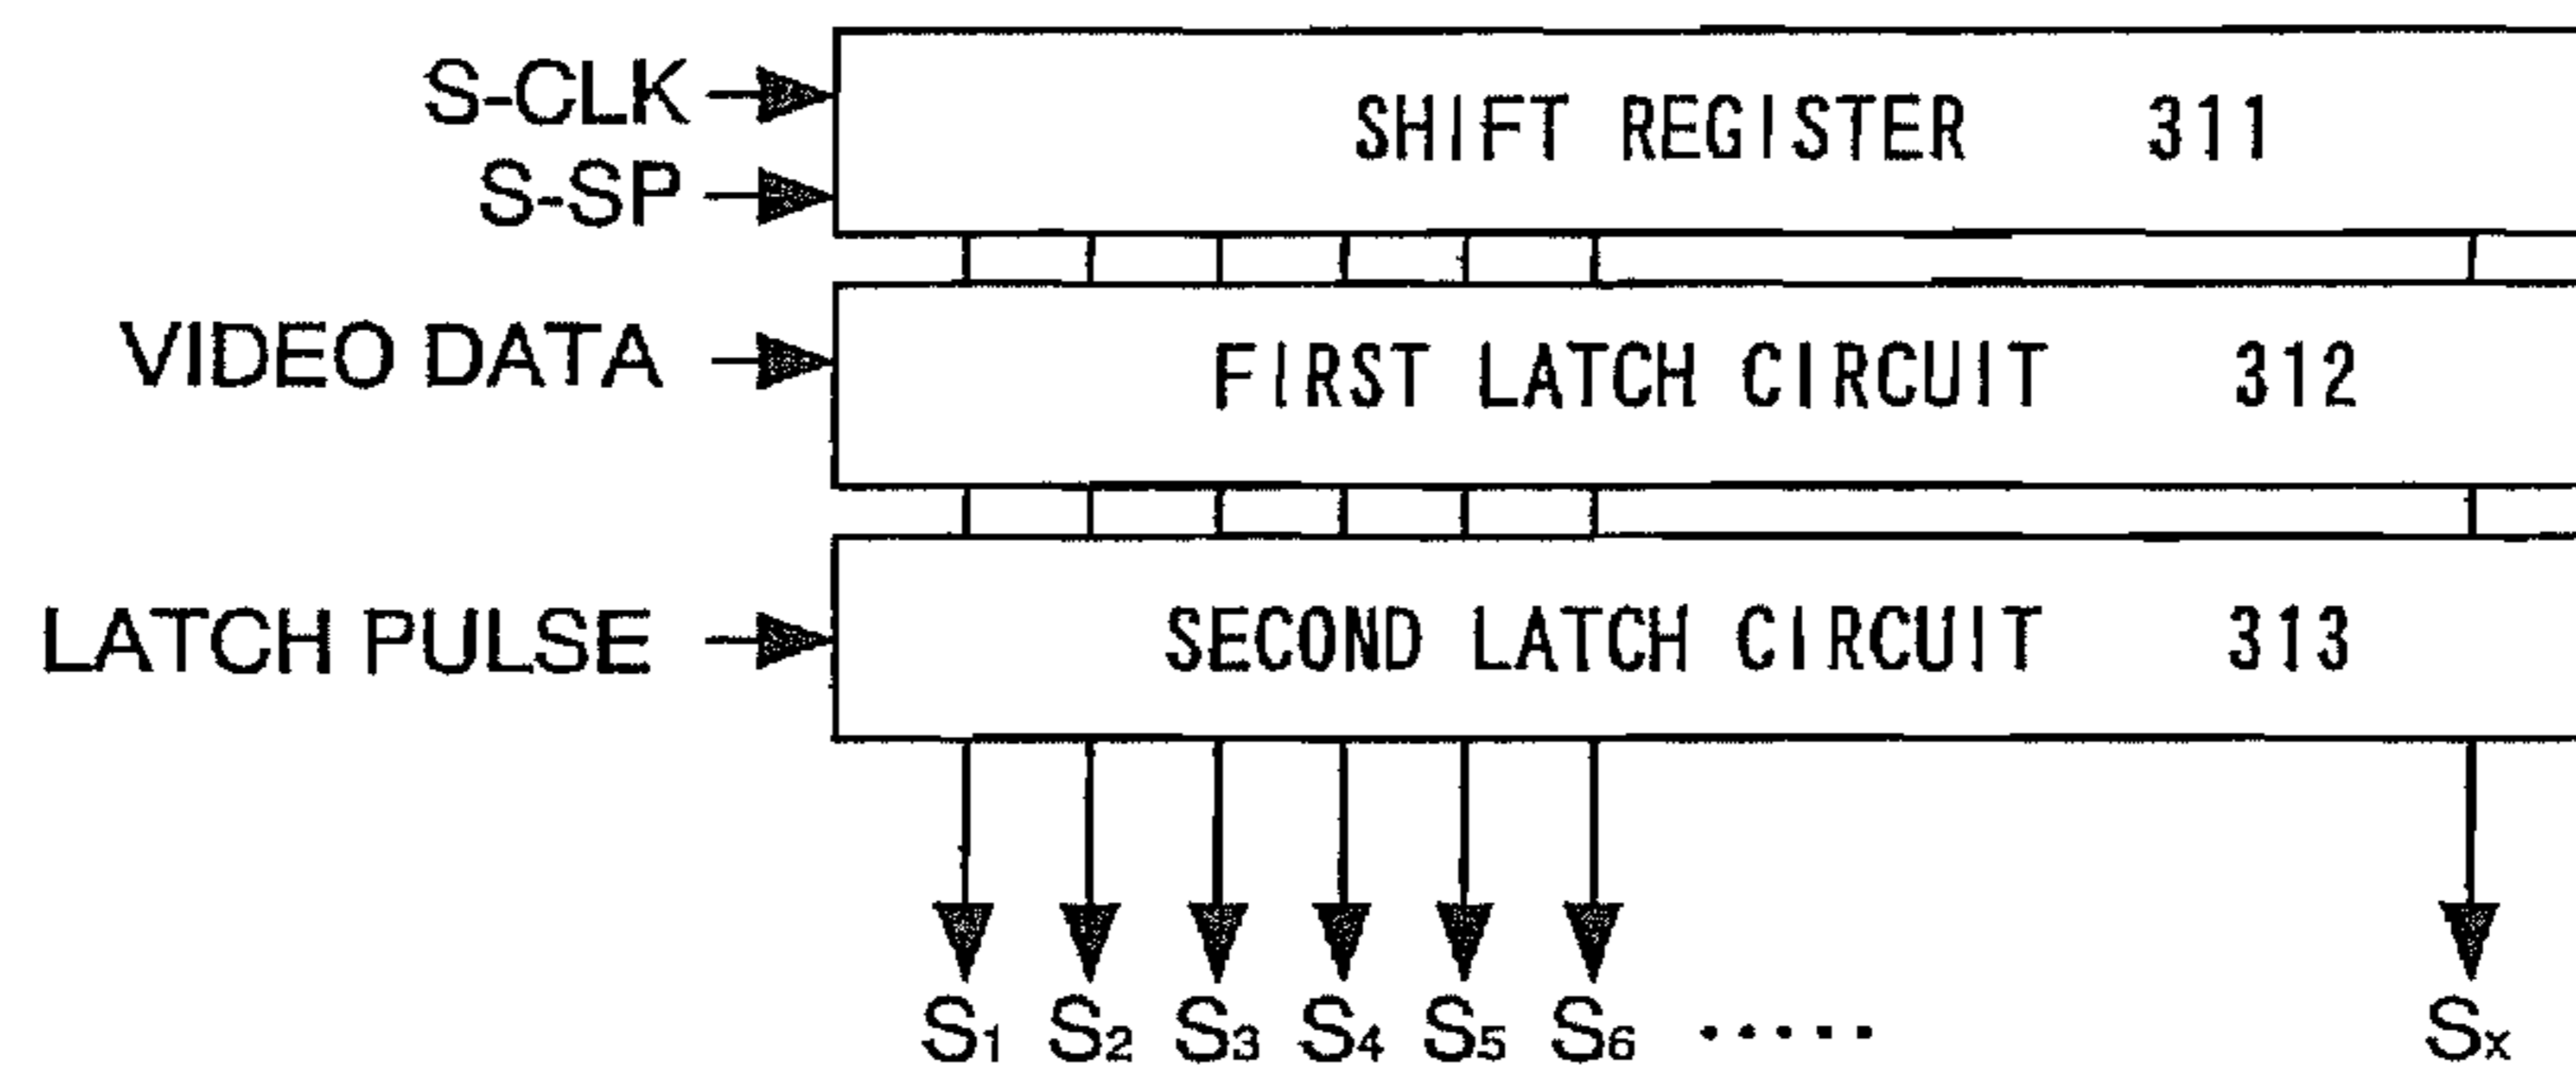 S-CLK
SHIFT REGISTER 311
S-SP
VIDEO DATA
FIRST LATCH CIRCUIT 312
LATCH PULSE
SECOND LATCH CIRCUIT 313
S1 S2 S3 S4 S5 S6 ..... Sx